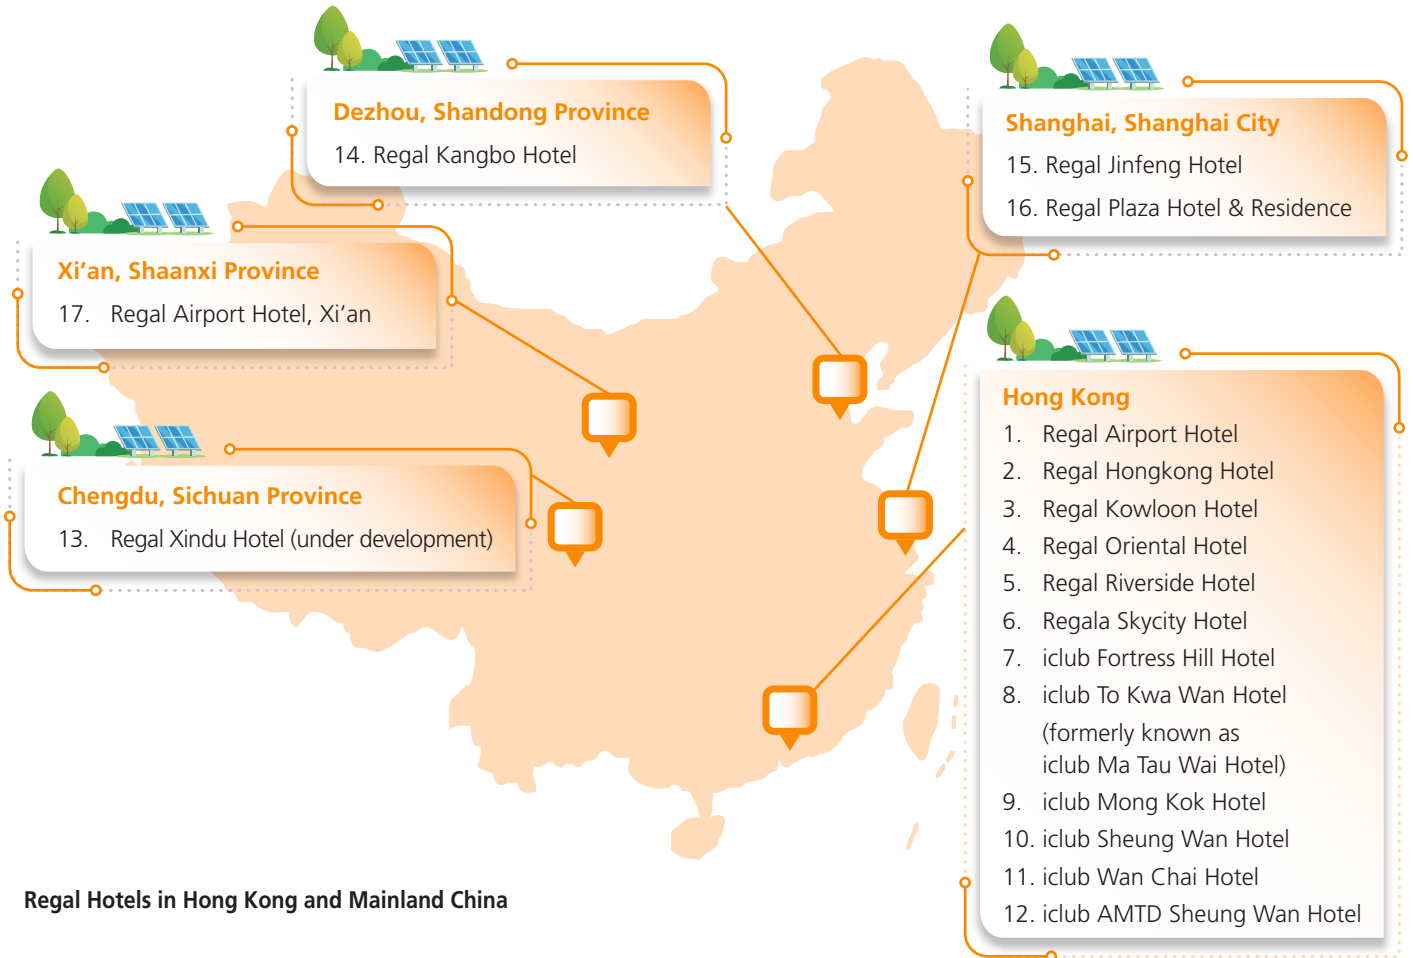 Dezhou, Shandong Province
14. Regal Kangbo Hotel
Shanghai, Shanghai City
15. Regal Jinfeng Hotel
16. Regal Plaza Hotel & Residence
Xi’an, Shaanxi Province
17. Regal Airport Hotel, Xi’an
Chengdu, Sichuan Province
13. Regal Xindu Hotel (under development)
Hong Kong
1. Regal Airport Hotel
2. Regal Hongkong Hotel
3. Regal Kowloon Hotel
4. Regal Oriental Hotel
5. Regal Riverside Hotel
6. Regala Skycity Hotel
7. iclub Fortress Hill Hotel
8. iclub To Kwa Wan Hotel
(formerly known as
iclub Ma Tau Wai Hotel)
9. iclub Mong Kok Hotel
10. iclub Sheung Wan Hotel
11. iclub Wan Chai Hotel
12. iclub AMTD Sheung Wan Hotel
Regal Hotels in Hong Kong and Mainland China